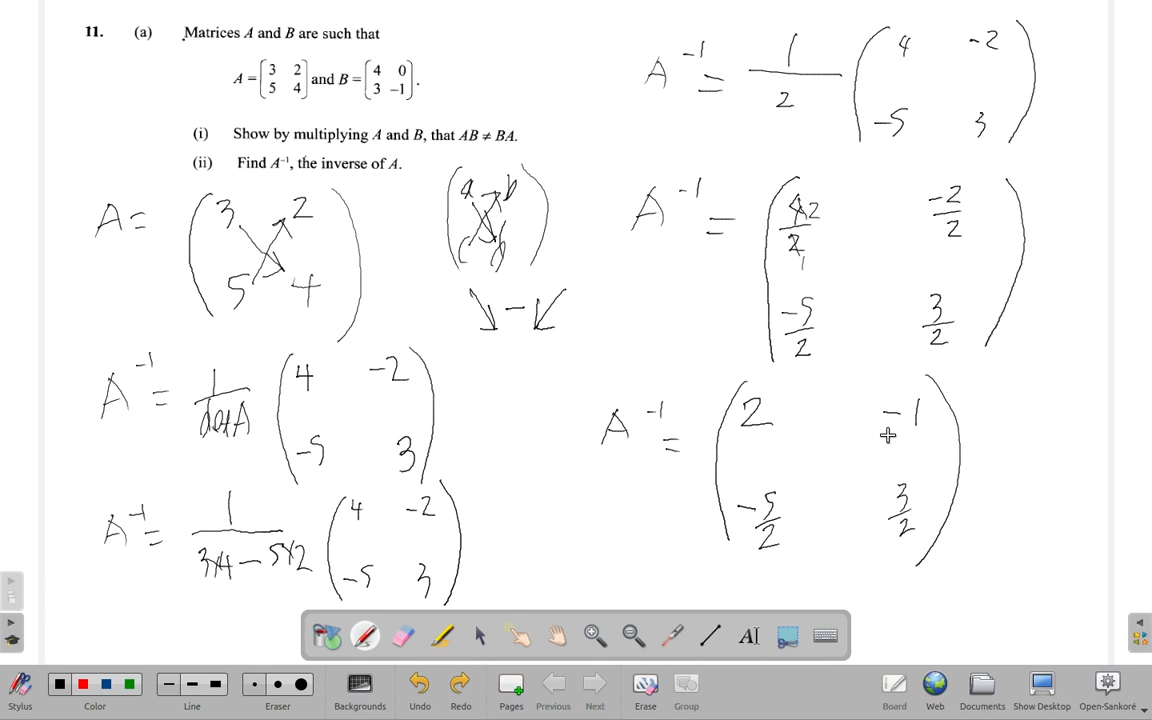 11. (a) Matrices A and B are such that
A = [3 2 5 4] and B = [4 0 3 −1].
(i) Show by multiplying A and B, that AB ≠ BA.
(ii) Find A⁻¹, the inverse of A.
A = (3 2
5 4)
(a b
c d)
A⁻¹ = 1/det A (4 -2
-5 3)
A⁻¹ = 1/(3×4 - 5×2) (4 -2
-5 3)
A⁻¹ = 1/2 (4 -2
-5 3)
A⁻¹ = (4 2/2 1 -2/2
-5/2 3/2)
A⁻¹ = (2 -1
-5/2 3/2)
Stylus
Color
Line
Eraser
Backgrounds
Undo
Redo
Pages
Previous
Next
Erase
Group
Board
Web
Documents
Show Desktop
Open-Sankoré